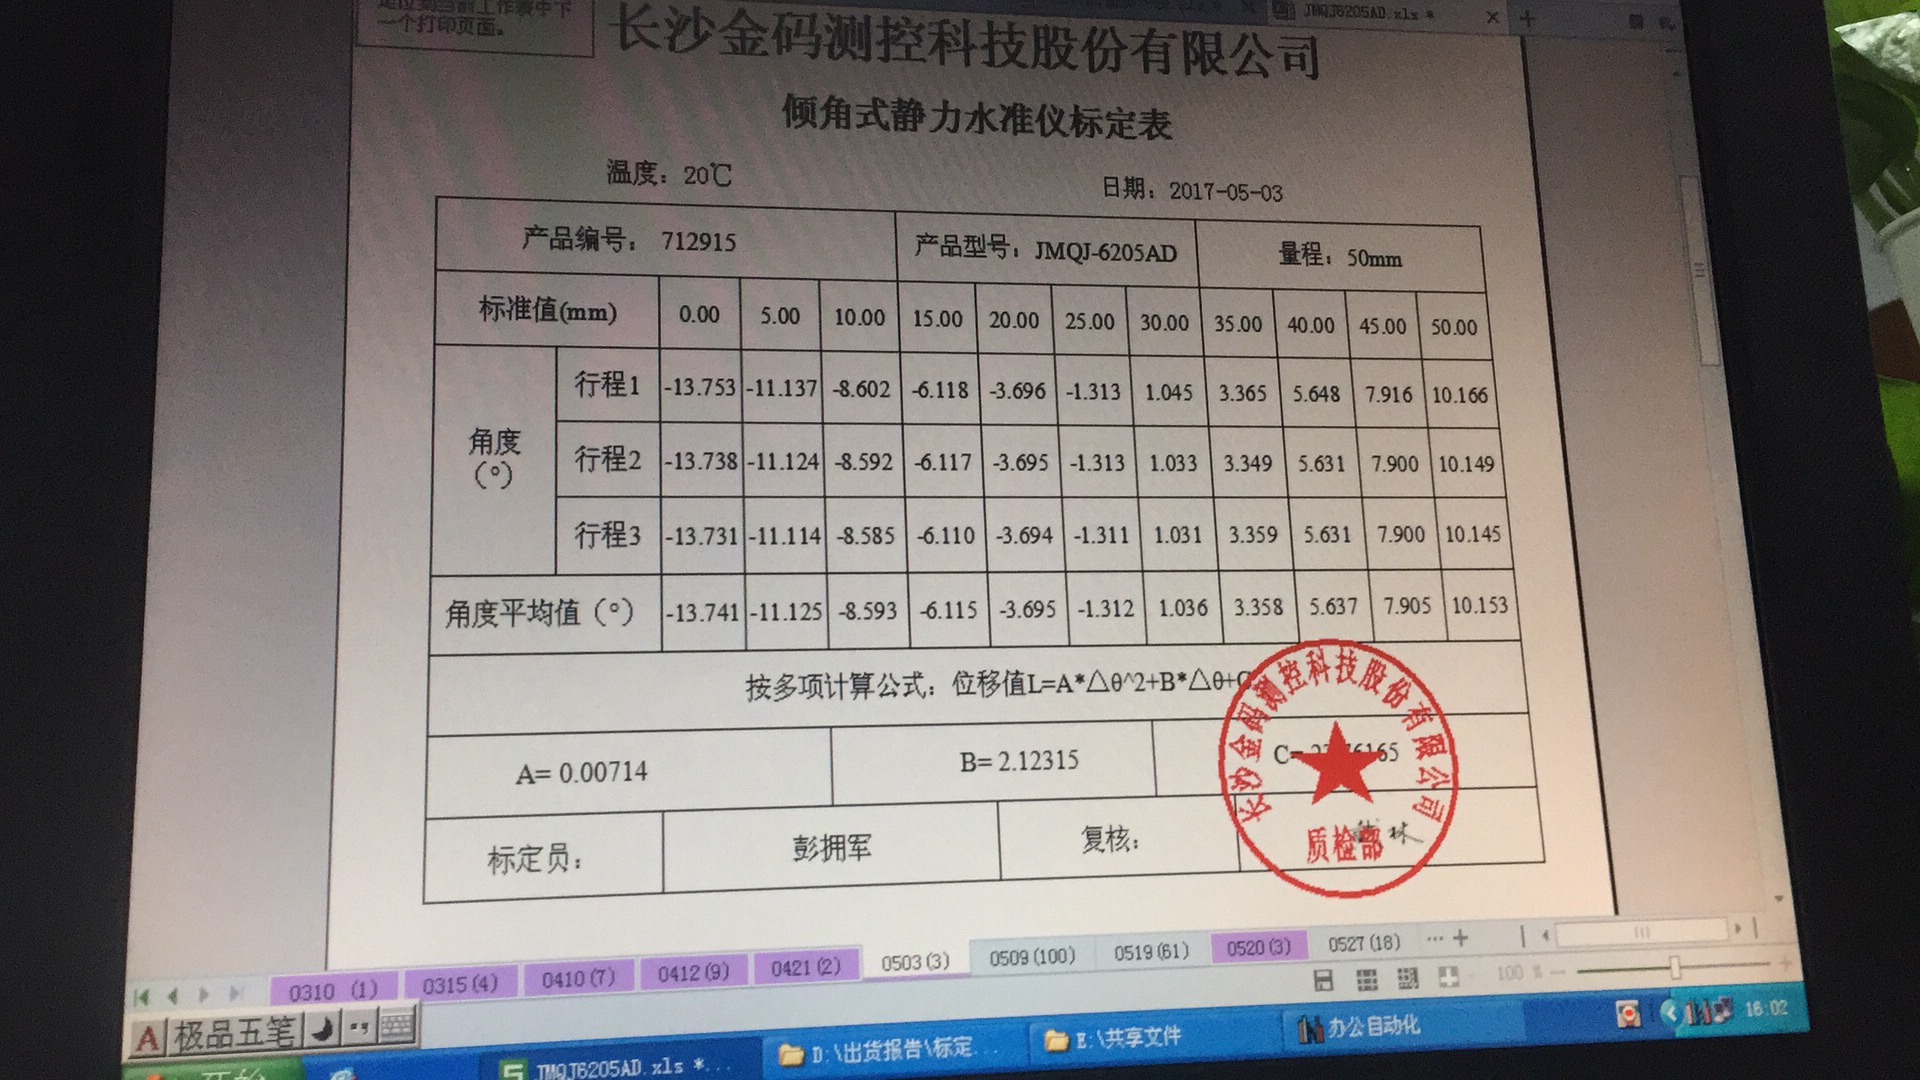 一个打印页面。
JMQJ6205AD.xls *
长沙金码测控科技股份有限公司
倾角式静力水准仪标定表
温度：20℃ 日期：2017-05-03
产品编号： 712915 产品型号：JMQJ-6205AD 量程：50mm
标准值(mm) 0.00 5.00 10.00 15.00 20.00 25.00 30.00 35.00 40.00 45.00 50.00
角度(°)
行程1 -13.753 -11.137 -8.602 -6.118 -3.696 -1.313 1.045 3.365 5.648 7.916 10.166
行程2 -13.738 -11.124 -8.592 -6.117 -3.695 -1.313 1.033 3.349 5.631 7.900 10.149
行程3 -13.731 -11.114 -8.585 -6.110 -3.694 -1.311 1.031 3.359 5.631 7.900 10.145
角度平均值（°） -13.741 -11.125 -8.593 -6.115 -3.695 -1.312 1.036 3.358 5.637 7.905 10.153
按多项计算公式：位移值L=A*△θ^2+B*△θ+C
A= 0.00714 B= 2.12315 C=
标定员： 彭拥军 复核： 林
长沙金码测控科技股份有限公司
质检部
0310 (1) 0315(4) 0410(7) 0412(9) 0421(2) 0503(3) 0509(100) 0519(61) 0520(3) 0527(18) ··· +
100 %
A 极品五笔
JMQJ6205AD.xls *... D:\出货报告\标定... E:\共享文件 办公自动化 16:02